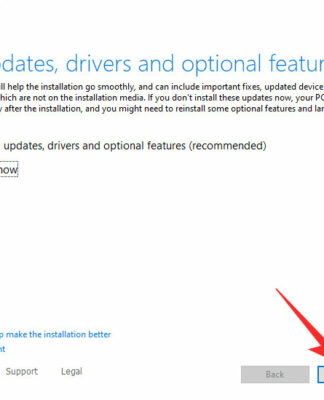 dates, drivers and optional featur
ill help the installation go smoothly, and can include important fixes, updated device
hich are not on the installation media. If you don't install these updates now, your PC
y after the installation, and you might need to reinstall some optional features and lan
updates, drivers and optional features (recommended)
now
p make the installation better
nt
Support Legal
Back